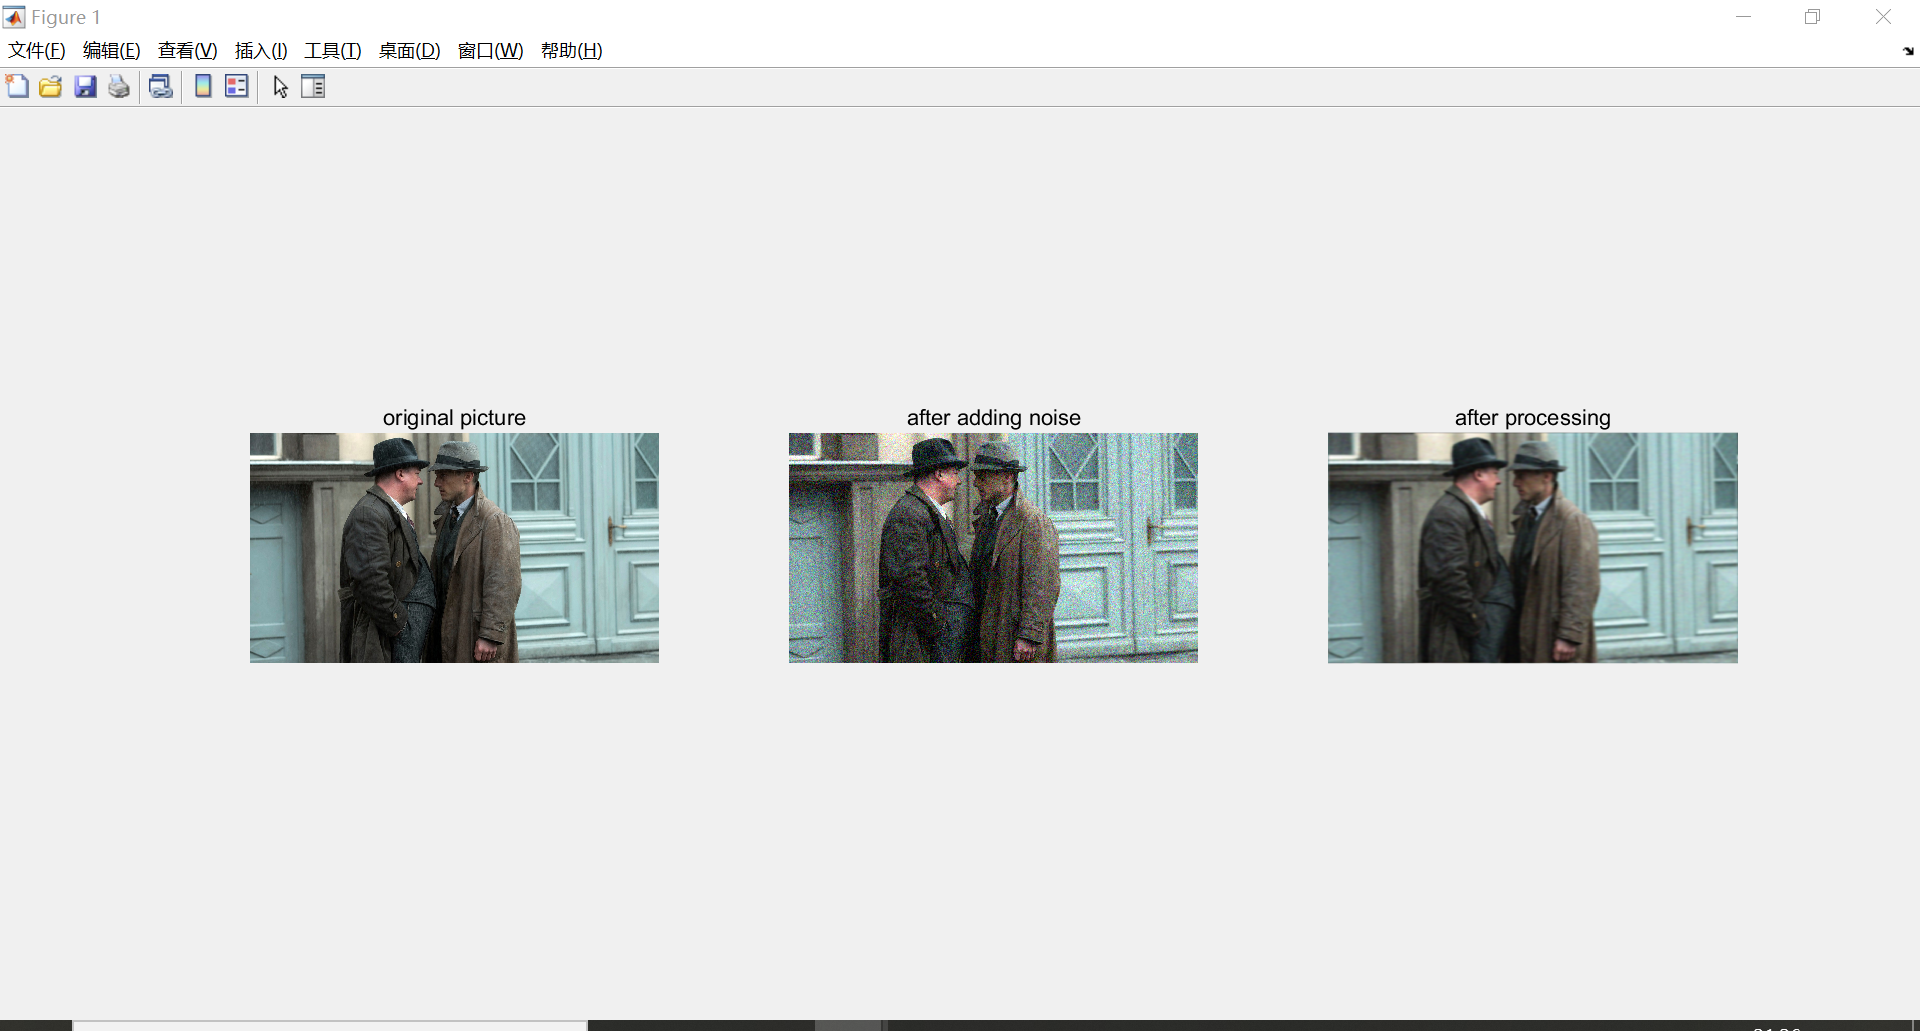 Figure 1
文件(F) 编辑(E) 查看(V) 插入(I) 工具(T) 桌面(D) 窗口(W) 帮助(H)
original picture after adding noise after processing